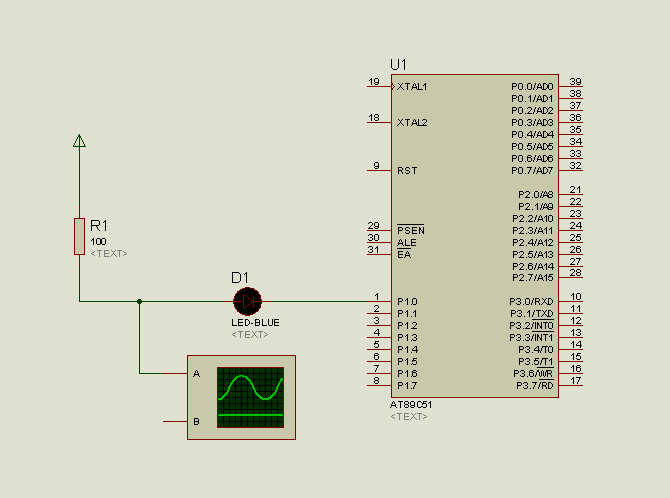 U1
19 XTAL1 P0.0/AD0 39
P0.1/AD1 38
P0.2/AD2 37
18 XTAL2 P0.3/AD3 36
P0.4/AD4 35
P0.5/AD5 34
P0.6/AD6 33
9 RST P0.7/AD7 32
P2.0/A8 21
P2.1/A9 22
P2.2/A10 23
29 PSEN P2.3/A11 24
30 ALE P2.4/A12 25
31 EA P2.5/A13 26
P2.6/A14 27
P2.7/A15 28
1 P1.0 P3.0/RXD 10
2 P1.1 P3.1/TXD 11
3 P1.2 P3.2/INT0 12
4 P1.3 P3.3/INT1 13
5 P1.4 P3.4/T0 14
6 P1.5 P3.5/T1 15
7 P1.6 P3.6/WR 16
8 P1.7 P3.7/RD 17
AT89C51
<TEXT>
R1
100
<TEXT>
D1
LED-BLUE
<TEXT>
A
B